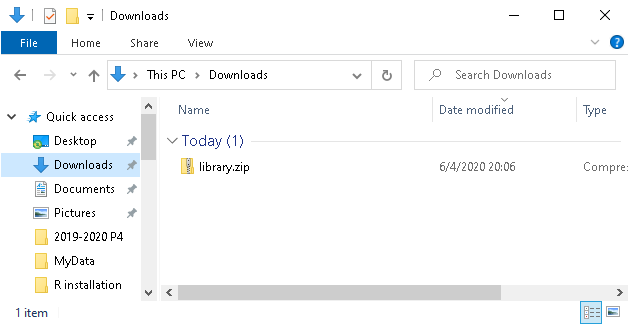 Downloads
File Home Share View
This PC Downloads Search Downloads
Name Date modified Type
Quick access
Today (1)
Desktop
Downloads library.zip 6/4/2020 20:06 Compre
Documents
Pictures
2019-2020 P4
MyData
R installation
1 item